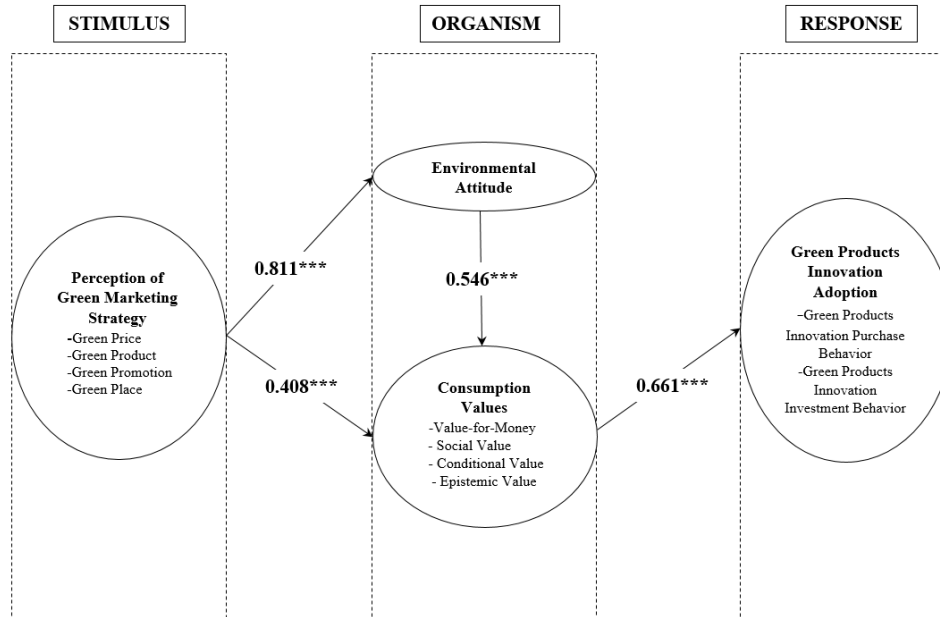 STIMULUS
ORGANISM
RESPONSE
Environmental
Attitude
0.811***
0.546***
Perception of
Green Marketing
Strategy
-Green Price
-Green Product
-Green Promotion
-Green Place
0.408***
Consumption
Values
-Value-for-Money
- Social Value
- Conditional Value
- Epistemic Value
0.661***
Green Products
Innovation
Adoption
-Green Products
Innovation Purchase
Behavior
-Green Products
Innovation
Investment Behavior